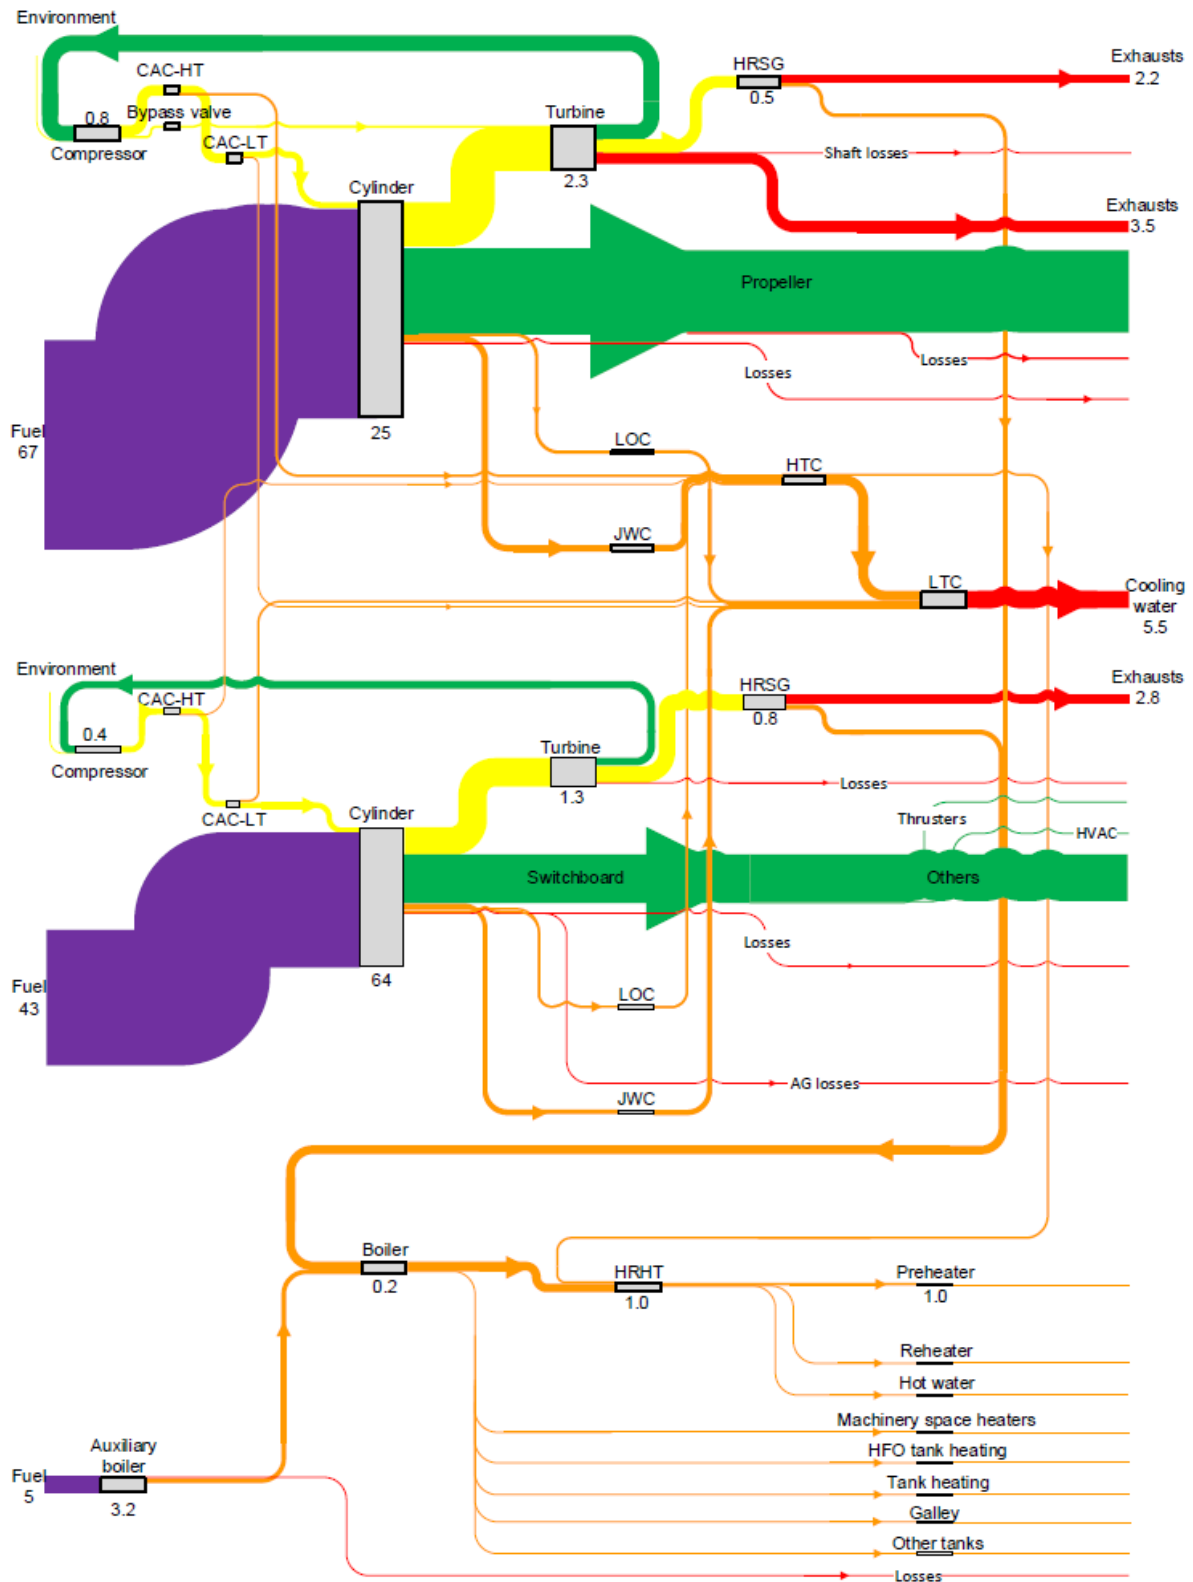 Environment
CAC-HT
0.8
Bypass valve
Compressor
CAC-LT
Turbine
2.3
HRSG
0.5
Exhausts
2.2
Shaft losses
Cylinder
Exhausts
3.5
Propeller
Losses
Losses
Fuel
67
25
LOC
HTC
JWC
LTC
Cooling
water
5.5
Environment
CAC-HT
0.4
Compressor
CAC-LT
Turbine
1.3
HRSG
0.8
Exhausts
2.8
Losses
Cylinder
Thrusters
HVAC
Switchboard
Others
Losses
Fuel
43
64
LOC
AG losses
JWC
Boiler
0.2
HRHT
1.0
Preheater
1.0
Reheater
Hot water
Machinery space heaters
HFO tank heating
Auxiliary
boiler
Fuel
5
3.2
Tank heating
Galley
Other tanks
Losses